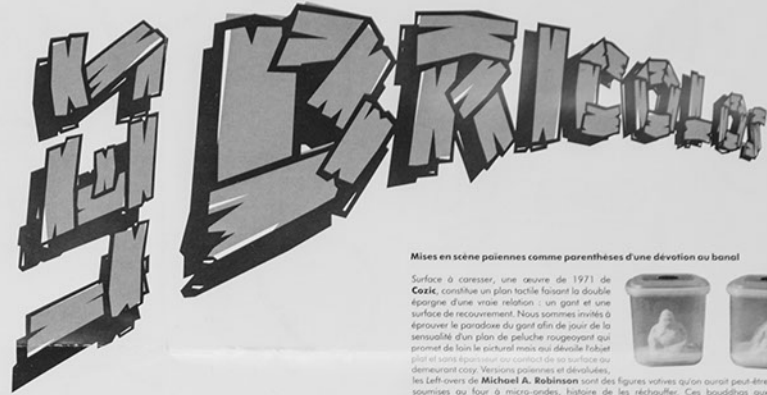 BRICOLOS
Mises en scène païennes comme parenthèses d'une dévotion au banal
Surface à caresser, une œuvre de 1971 de
Cozic, constitue un plan tactile faisant la double
épargne d'une vraie relation : un gant et une
surface de recouvrement. Nous sommes invités à
éprouver le paradoxe du gant afin de jouir de la
sensualité d'un plan de peluche rougeoyant qui
promet de loin le pictural mais qui dévoile l'objet
plat et sans épaisseur au contact de sa surface au
demeurant cosy. Versions païennes et dévaluées,
les Left-overs de Michael A. Robinson sont des figures votives qu'on aurait peut-être
soumises au four à micro-ondes, histoire de les réchauffer. Ces bouddhas